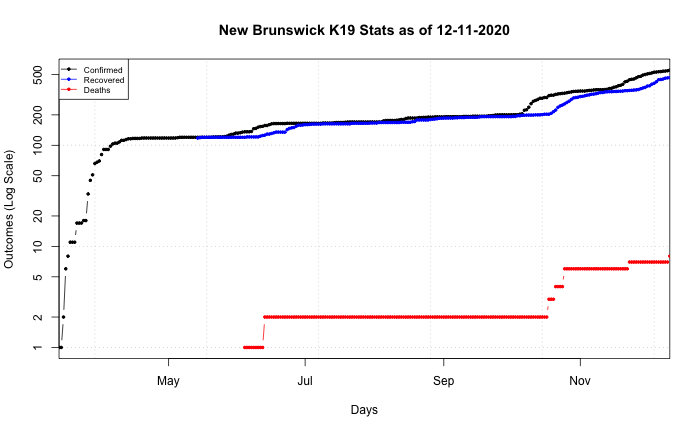 New Brunswick K19 Stats as of 12-11-2020
Confirmed
Recovered
Deaths
Outcomes (Log Scale)
500
200
100
50
20
10
5
2
1
May Jul Sep Nov
Days